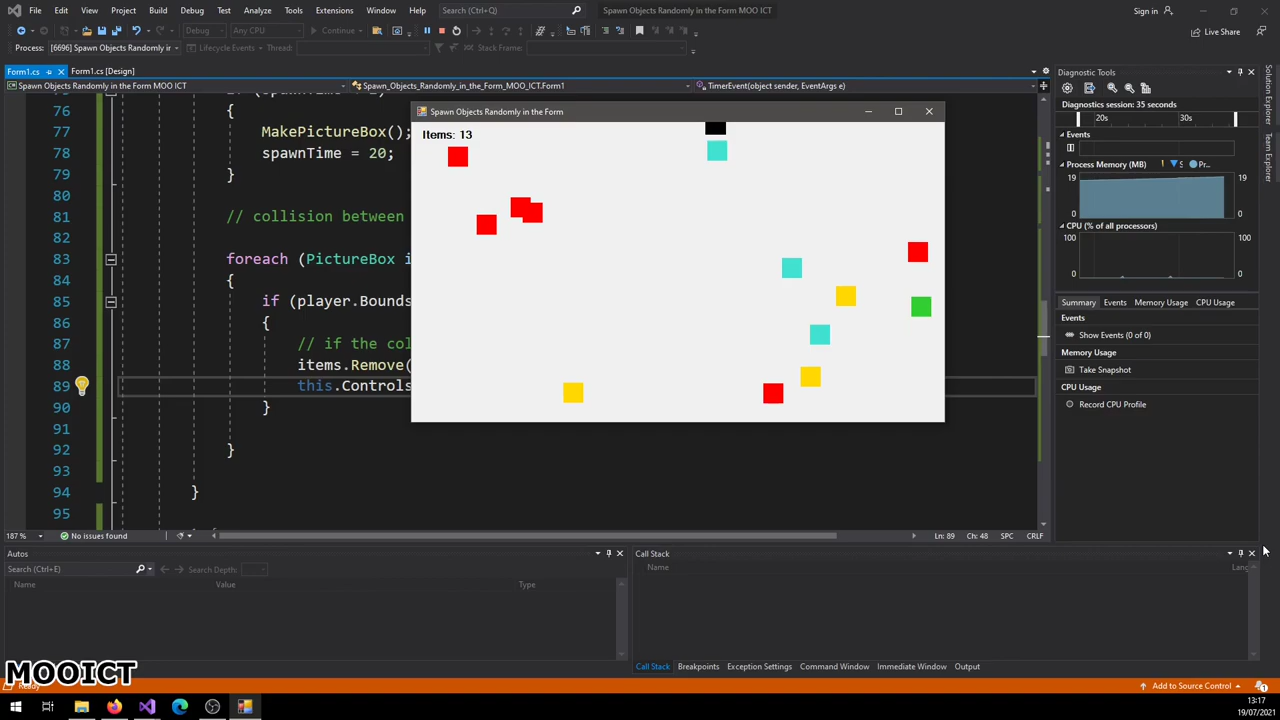 File Edit View Project Build Debug Test Analyze Tools Extensions Window Help Search (Ctrl+Q) Spawn Objects Randomly in the Form MOO ICT Sign in
Debug Any CPU Continue Live Share
Process: [6696] Spawn Objects Randomly ir Lifecycle Events Thread: Stack Frame:
Form1.cs Form1.cs [Design]
Spawn Objects Randomly in the Form MOO ICT Spawn_Objects_Randomly_in_the_Form_MOO_ICT.Form1 TimerEvent(object sender, EventArgs e)
76 {
77 MakePictureBox();
78 spawnTime = 20;
79 }
80
81 // collision between
82
83 foreach (PictureBox i
84 {
85 if (player.Bounds
86 {
87 // if the col
88 items.Remove(
89 this.Controls
90 }
91
92 }
93
94 }
95
Spawn Objects Randomly in the Form
Items: 13
Diagnostic Tools
Diagnostics session: 35 seconds
20s 30s
Events
Process Memory (MB) S Pr...
19 19
0 0
CPU (% of all processors)
100 100
0 0
Summary Events Memory Usage CPU Usage
Events
Show Events (0 of 0)
Memory Usage
Take Snapshot
CPU Usage
Record CPU Profile
Solution Explorer
Team Explorer
187 % No issues found Ln: 89 Ch: 48 SPC CRLF
Autos
Search (Ctrl+E) Search Depth:
Name Value Type
Call Stack
Name Lang
Call Stack Breakpoints Exception Settings Command Window Immediate Window Output
MOOICT
Ready Add to Source Control 1
13:17
19/07/2021